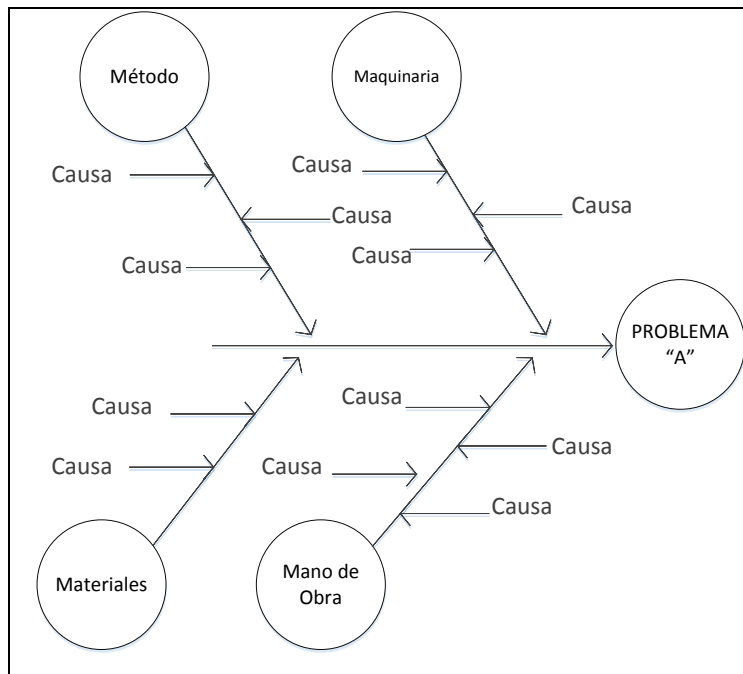 Método
Maquinaria
Causa
Causa
Causa
Causa
Causa
Causa
PROBLEMA
“A”
Causa
Causa
Causa
Causa
Causa
Causa
Materiales
Mano de
Obra